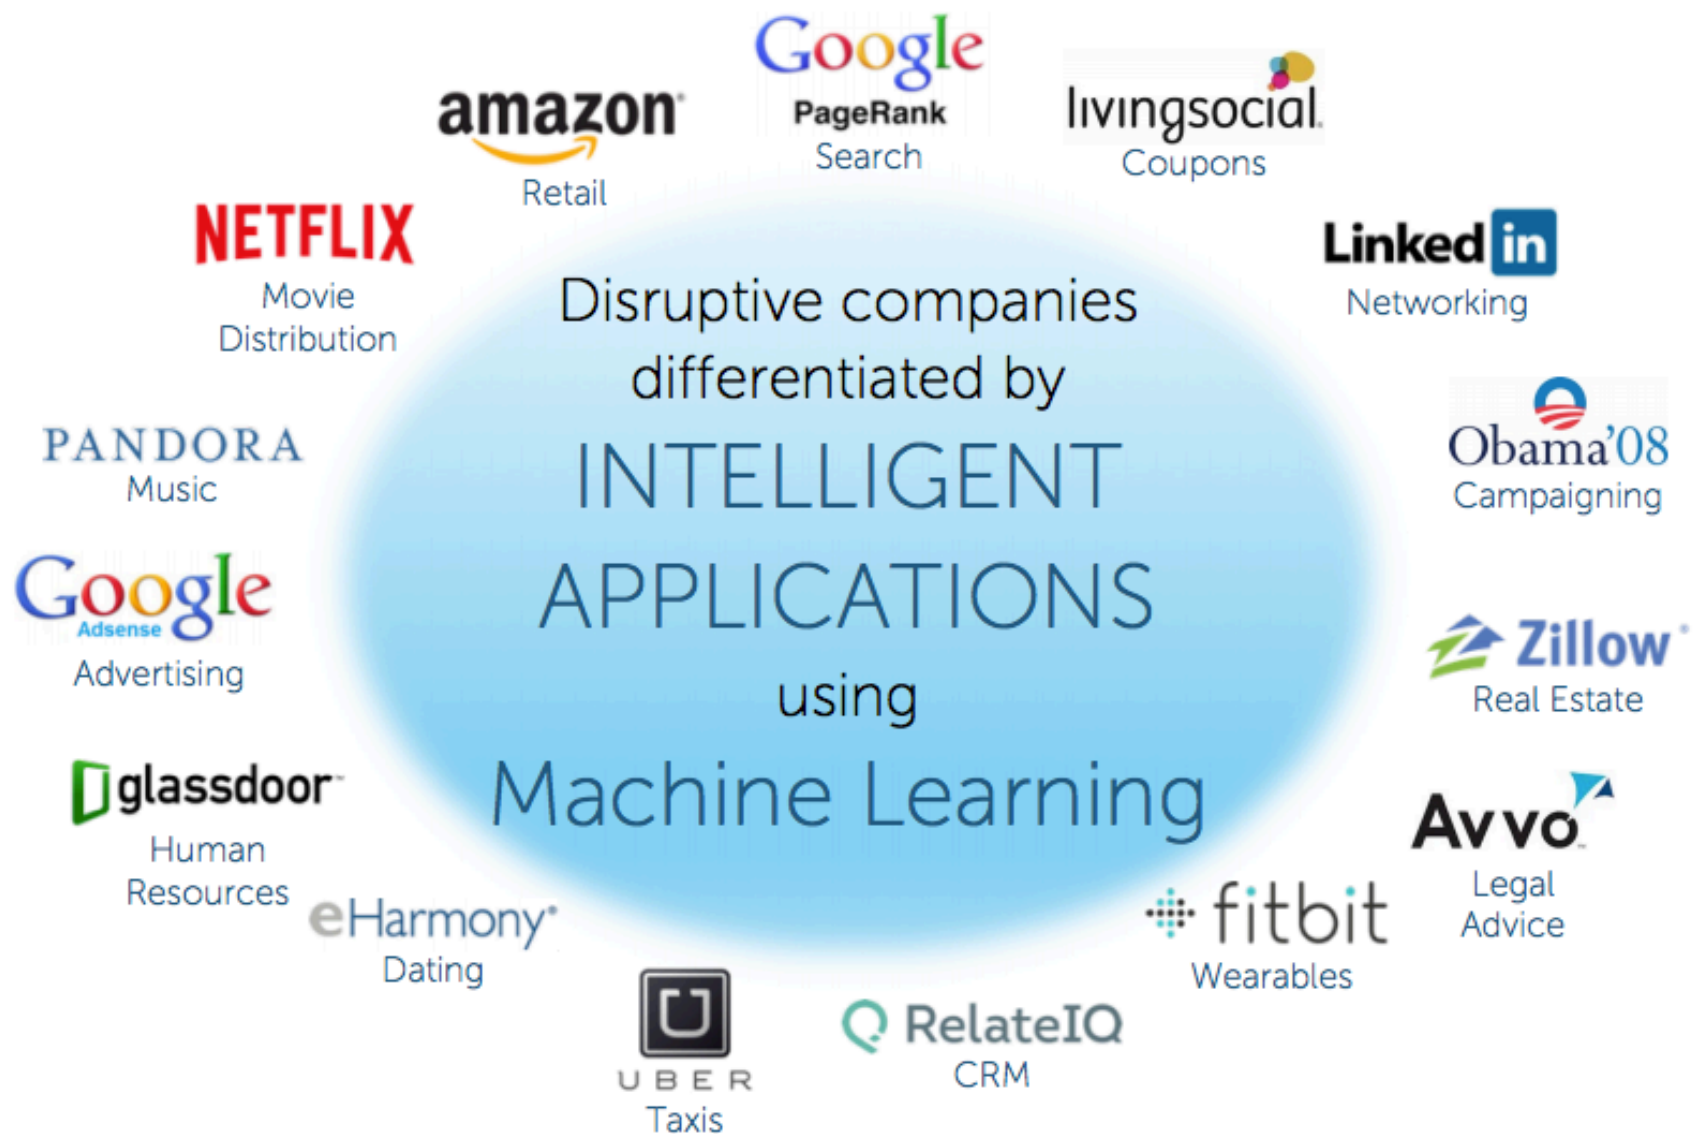 Google
PageRank
Search
livingsocial.
Coupons
amazon
Retail
NETFLIX
Movie
Distribution
Linked in
Networking
Disruptive companies
differentiated by
INTELLIGENT
APPLICATIONS
using
Machine Learning
PANDORA
Music
Obama'08
Campaigning
Google
Adsense
Advertising
Zillow
Real Estate
glassdoor
Human
Resources
Avvo
Legal
Advice
eHarmony
Dating
fitbit
Wearables
UBER
Taxis
RelateIQ
CRM